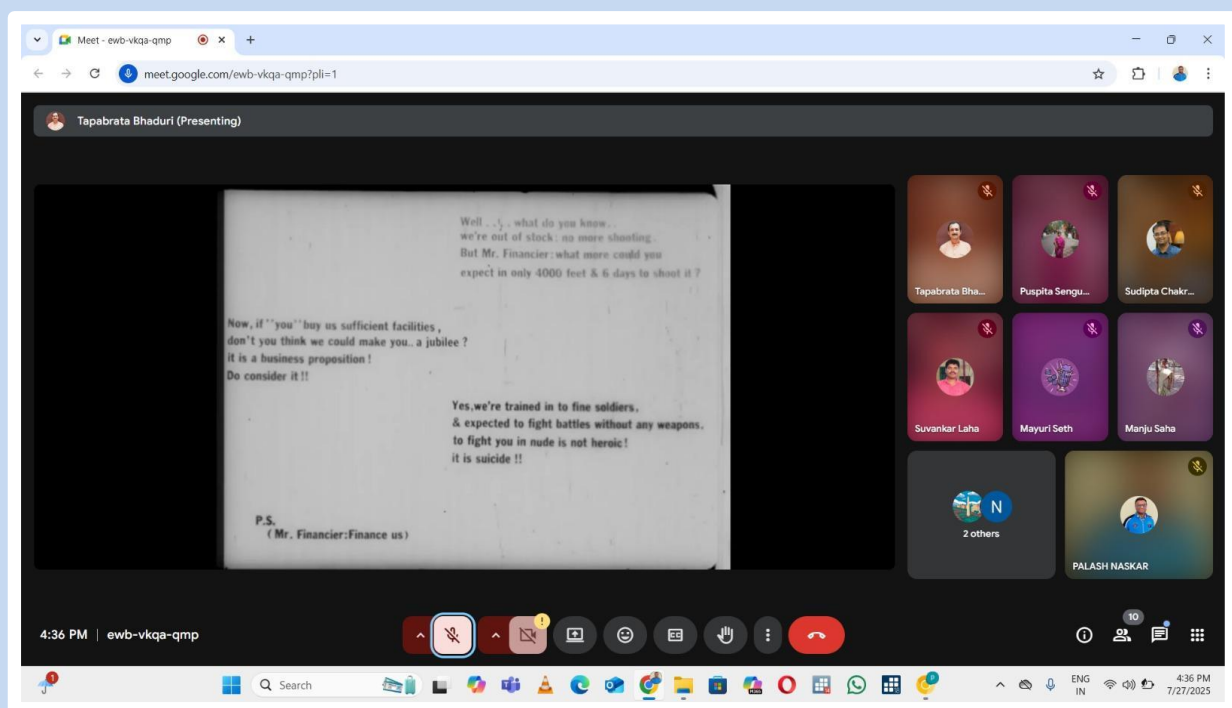 Meet - ewb-vkqa-qmp
meet.google.com/ewb-vkqa-qmp?pli=1
Tapabrata Bhaduri (Presenting)
Well . . . what do you know. .
we're out of stock: no more shooting.
But Mr. Financier: what more could you
expect in only 4000 feet & 6 days to shoot it ?
Now, if "you" buy us sufficient facilities ,
don't you think we could make you.. a jubilee ?
it is a business proposition !
Do consider it !!
Yes,we're trained in to fine soldiers,
& expected to fight battles without any weapons.
to fight you in nude is not heroic!
it is suicide !!
P.S.
( Mr. Financier:Finance us)
Tapabrata Bha...
Puspita Sengu...
Sudipta Chakr...
Suvankar Laha
Mayuri Seth
Manju Saha
N
2 others
PALASH NASKAR
4:36 PM | ewb-vkqa-qmp
10
1
Search
ENG
IN
4:36 PM
7/27/2025